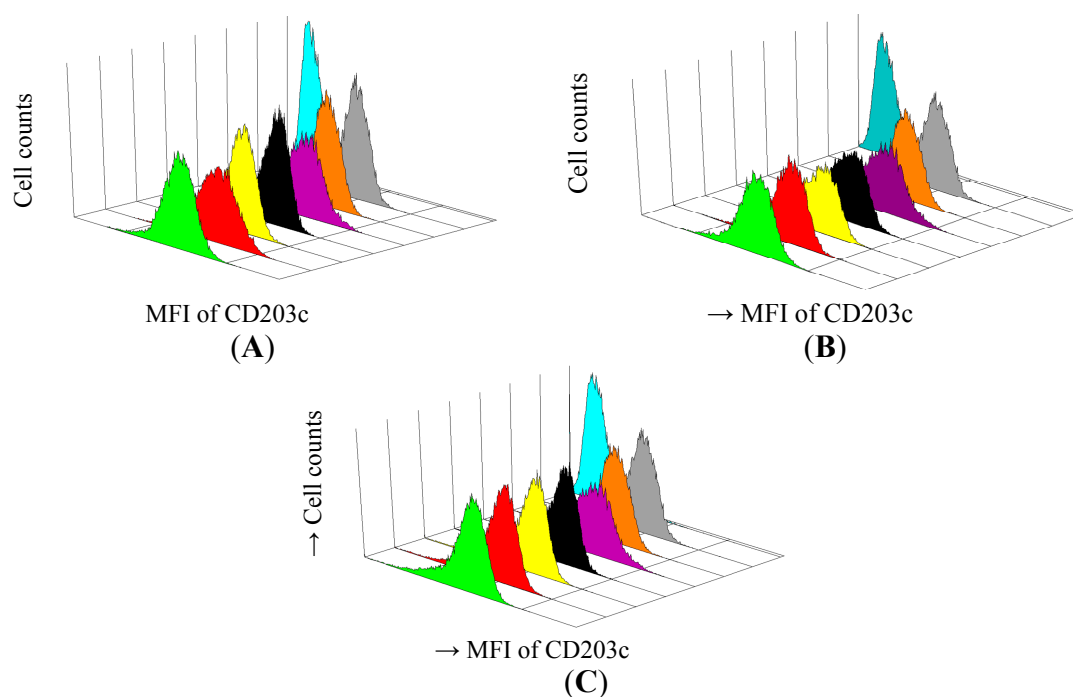 Cell counts
MFI of CD203c
(A)
Cell counts
→ MFI of CD203c
(B)
→ Cell counts
→ MFI of CD203c
(C)